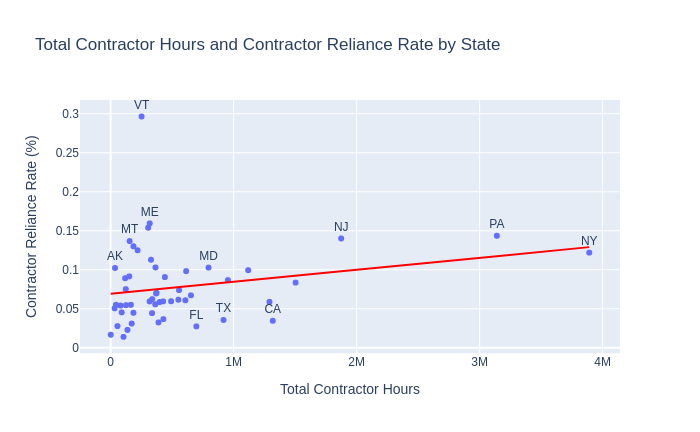 Total Contractor Hours and Contractor Reliance Rate by State
Contractor Reliance Rate (%)
0.3
0.25
0.2
0.15
0.1
0.05
0
VT
ME
MT
NJ
PA
NY
AK
MD
FL
TX
CA
0
1M
2M
3M
4M
Total Contractor Hours